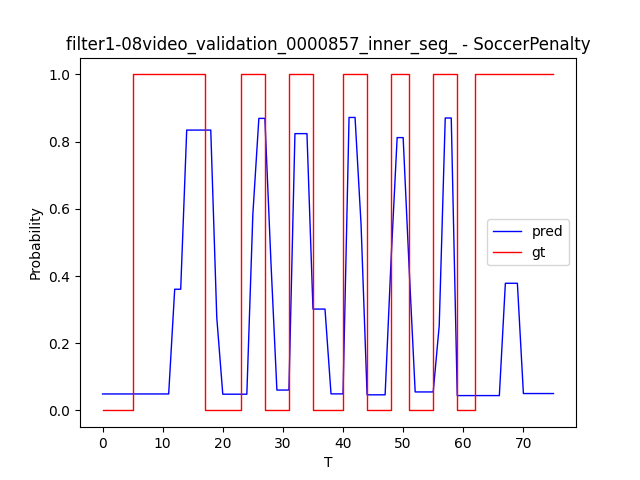 filter1-08video_validation_0000857_inner_seg_ - SoccerPenalty
1.0
0.8
0.6
0.4
0.2
0.0
Probability
pred
gt
0 10 20 30 40 50 60 70
T